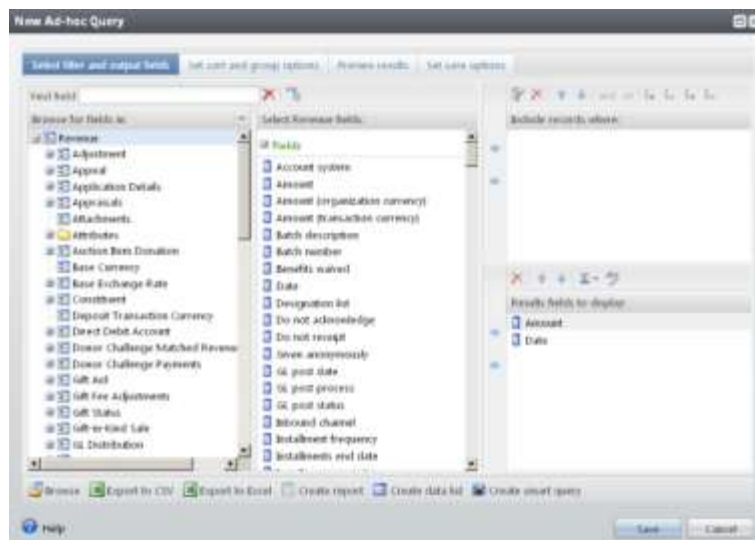 New Ad-hoc Query
Select filter and output fields
Set sort and group options
Preview results
Set save options
Find field:
Browse for fields in:
Revenue
Adjustment
Appeal
Application Details
Appraisals
Attachments
Attributes
Auction Item Donation
Base Currency
Base Exchange Rate
Constituent
Deposit Transaction Currency
Direct Debit Account
Donor Challenge Matched Revenue
Donor Challenge Payments
Gift Aid
Gift Fee Adjustments
Gift Status
Gift-in-Kind Sale
GL Distribution
Select Revenue fields:
Fields
Account system
Amount
Amount (organization currency)
Amount (transaction currency)
Batch description
Batch number
Benefits waived
Date
Designation list
Do not acknowledge
Do not receipt
Given anonymously
GL post date
GL post process
GL post status
Inbound channel
Installment frequency
Installments end date
Include records where:
Results fields to display:
Amount
Date
Browse
Export to CSV
Export to Excel
Create report
Create data list
Create smart query
Help
Save
Cancel